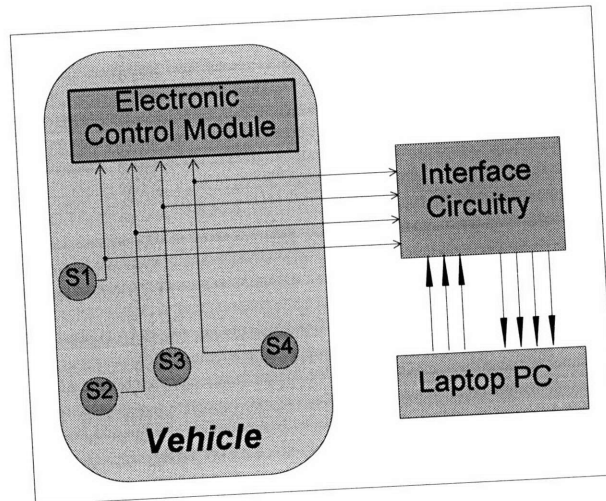 Electronic
Control Module
Interface
Circuitry
S1
S2
S3
S4
Laptop PC
Vehicle